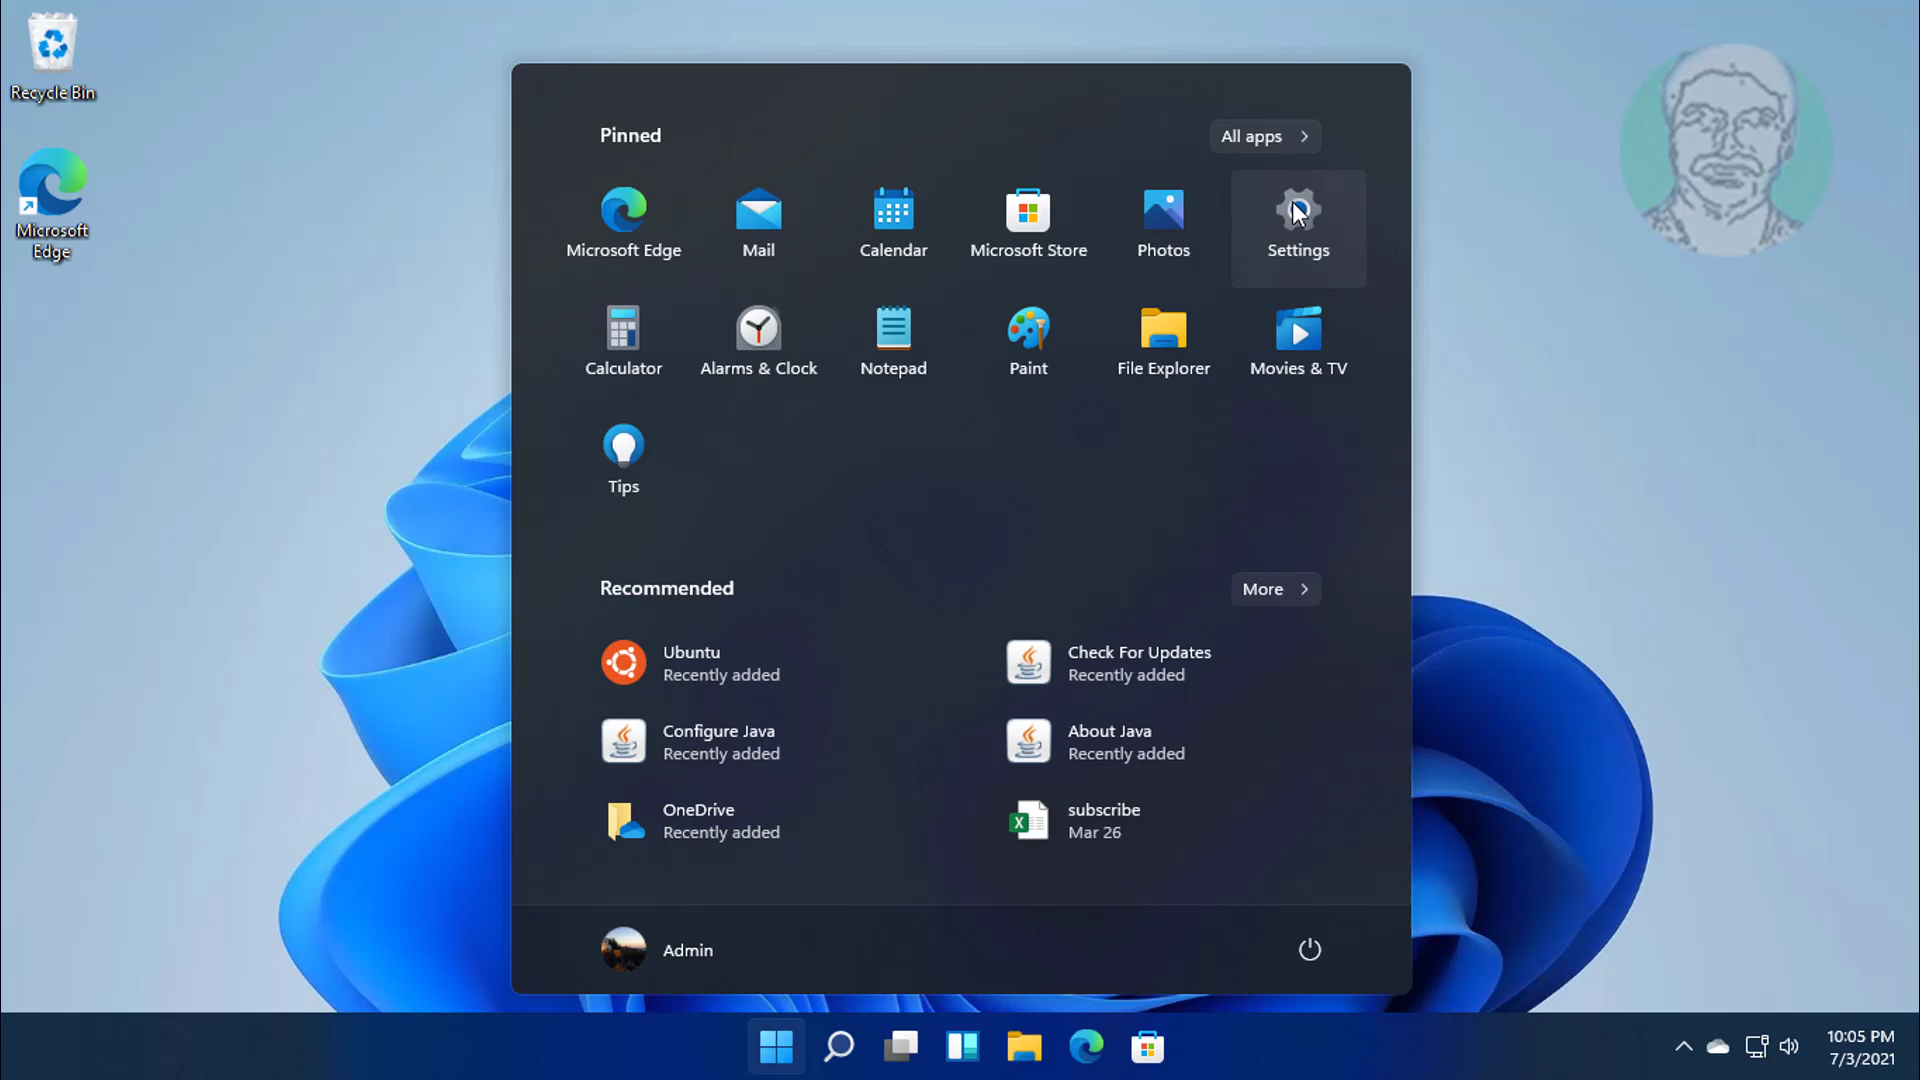 Recycle Bin
Microsoft
Edge
Pinned
All apps
Microsoft Edge
Mail
Calendar
Microsoft Store
Photos
Settings
Calculator
Alarms & Clock
Notepad
Paint
File Explorer
Movies & TV
Tips
Recommended
More
Ubuntu
Recently added
Check For Updates
Recently added
Configure Java
Recently added
About Java
Recently added
OneDrive
Recently added
subscribe
Mar 26
Admin
10:05 PM
7/3/2021